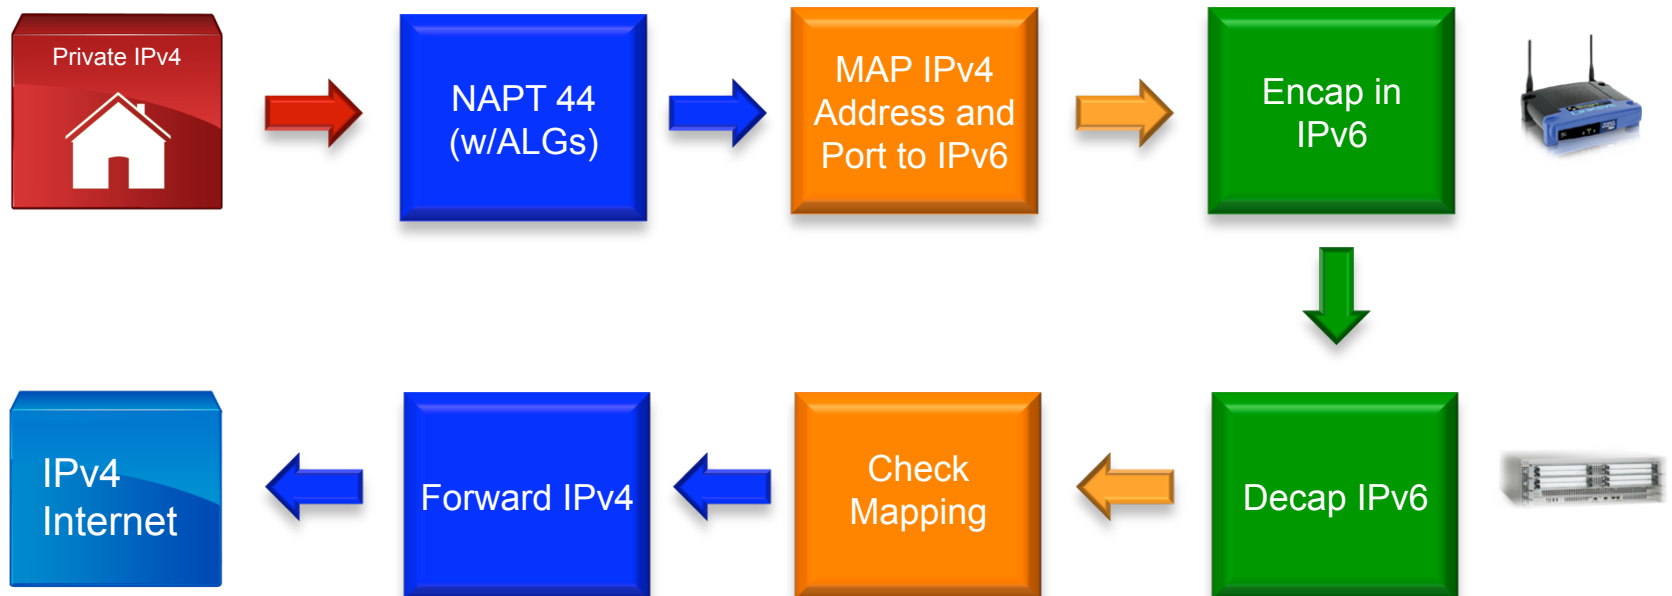 Private IPv4
NAPT 44
(w/ALGs)
MAP IPv4
Address and
Port to IPv6
Encap in
IPv6
IPv4
Internet
Forward IPv4
Check
Mapping
Decap IPv6